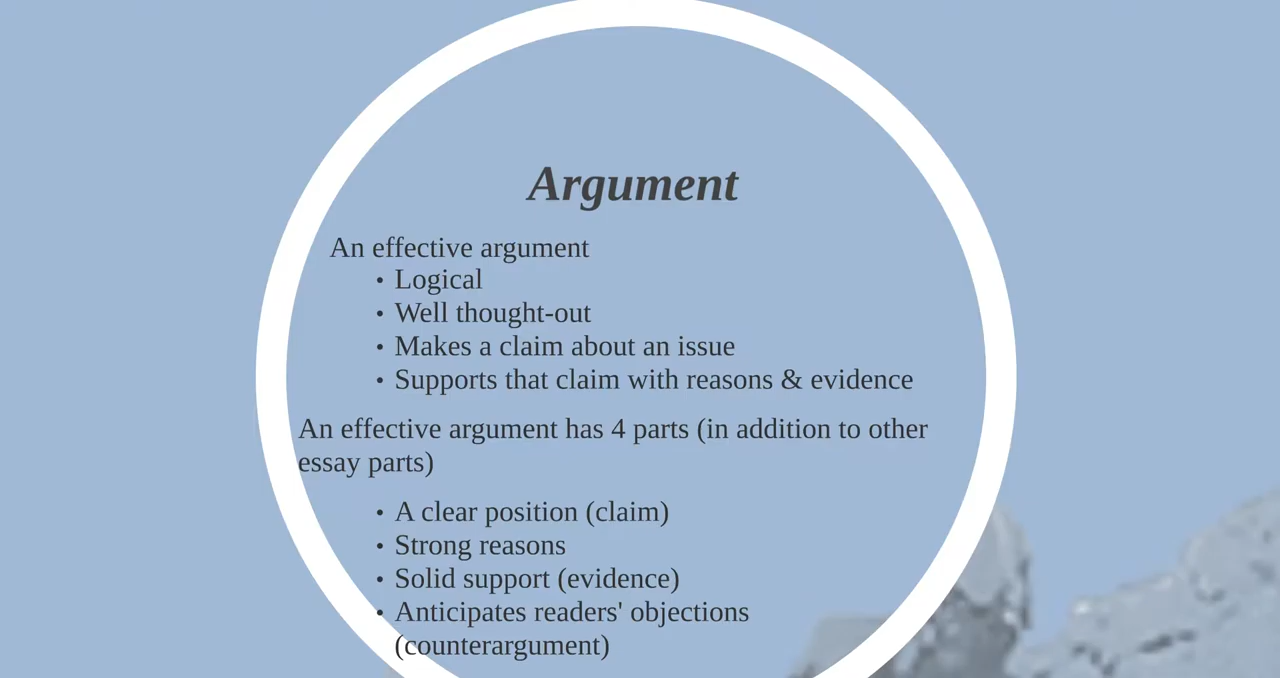 Argument
An effective argument
• Logical
• Well thought-out
• Makes a claim about an issue
• Supports that claim with reasons & evidence
An effective argument has 4 parts (in addition to other
essay parts)
• A clear position (claim)
• Strong reasons
• Solid support (evidence)
• Anticipates readers' objections
(counterargument)